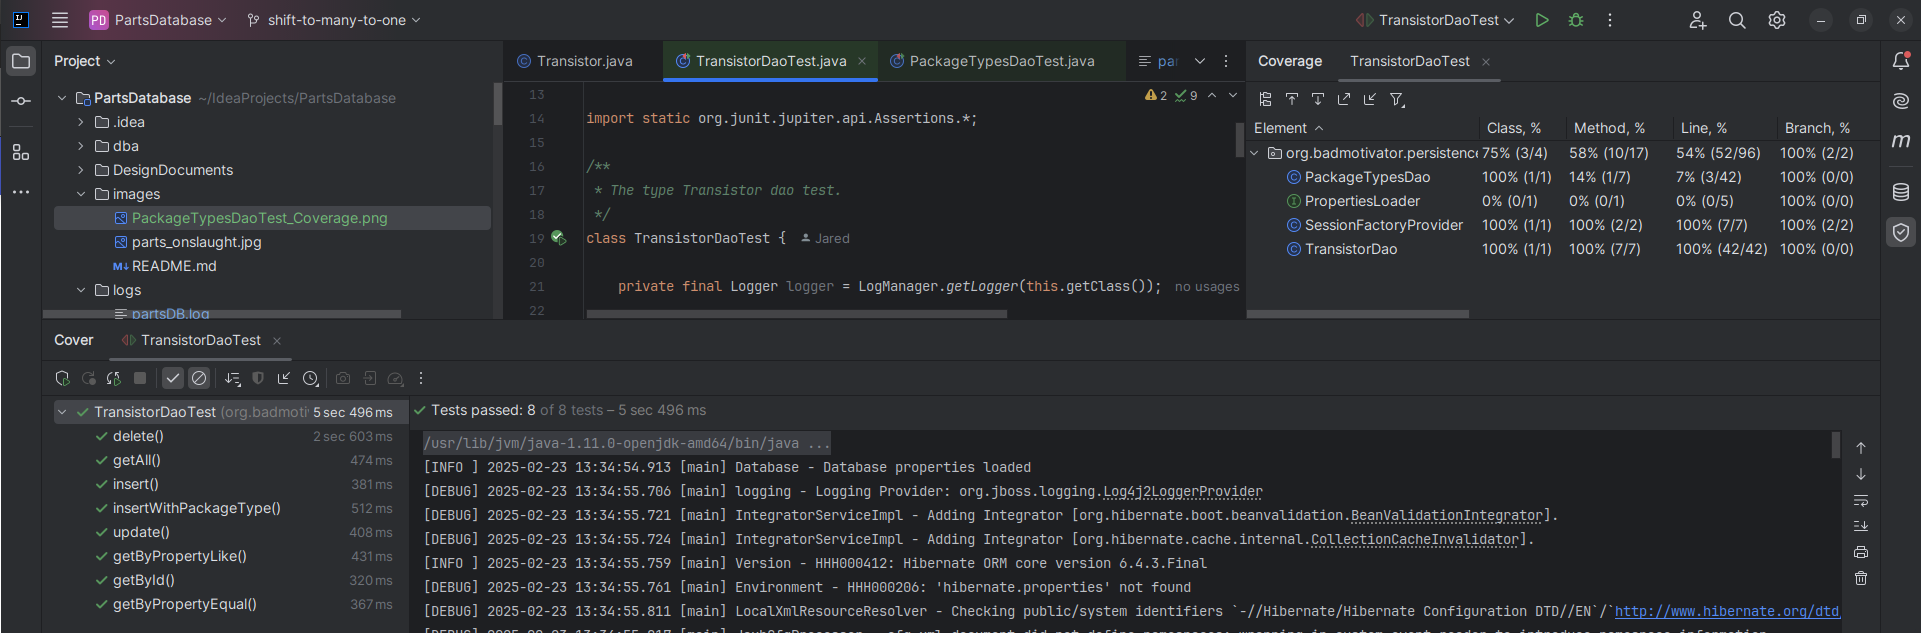 PD PartsDatabase shift-to-many-to-one TransistorDaoTest
Project
PartsDatabase ~/IdeaProjects/PartsDatabase
.idea
dba
DesignDocuments
images
PackageTypesDaoTest_Coverage.png
parts_onslaught.jpg
M↓ README.md
logs
partsDB.log
Transistor.java TransistorDaoTest.java PackageTypesDaoTest.java
2 9
13
14 import static org.junit.jupiter.api.Assertions.*;
15
16 /**
17 * The type Transistor dao test.
18 */
19 class TransistorDaoTest { Jared
20
21 private final Logger logger = LogManager.getLogger(this.getClass()); no usages
22
Coverage TransistorDaoTest
Element Class, % Method, % Line, % Branch, %
org.badmotivator.persistence 75% (3/4) 58% (10/17) 54% (52/96) 100% (2/2)
PackageTypesDao 100% (1/1) 14% (1/7) 7% (3/42) 100% (0/0)
PropertiesLoader 0% (0/1) 0% (0/1) 0% (0/5) 100% (0/0)
SessionFactoryProvider 100% (1/1) 100% (2/2) 100% (7/7) 100% (2/2)
TransistorDao 100% (1/1) 100% (7/7) 100% (42/42) 100% (0/0)
m
Cover TransistorDaoTest
TransistorDaoTest (org.badmoti 5 sec 496 ms
delete() 2 sec 603 ms
getAll() 474 ms
insert() 381 ms
insertWithPackageType() 512 ms
update() 408 ms
getByPropertyLike() 431 ms
getById() 320 ms
getByPropertyEqual() 367 ms
Tests passed: 8 of 8 tests – 5 sec 496 ms
/usr/lib/jvm/java-1.11.0-openjdk-amd64/bin/java ...
[INFO ] 2025-02-23 13:34:54.913 [main] Database - Database properties loaded
[DEBUG] 2025-02-23 13:34:55.706 [main] logging - Logging Provider: org.jboss.logging.Log4j2LoggerProvider
[DEBUG] 2025-02-23 13:34:55.721 [main] IntegratorServiceImpl - Adding Integrator [org.hibernate.boot.beanvalidation.BeanValidationIntegrator].
[DEBUG] 2025-02-23 13:34:55.724 [main] IntegratorServiceImpl - Adding Integrator [org.hibernate.cache.internal.CollectionCacheInvalidator].
[INFO ] 2025-02-23 13:34:55.759 [main] Version - HHH000412: Hibernate ORM core version 6.4.3.Final
[DEBUG] 2025-02-23 13:34:55.761 [main] Environment - HHH000206: 'hibernate.properties' not found
[DEBUG] 2025-02-23 13:34:55.811 [main] LocalXmlResourceResolver - Checking public/system identifiers `-//Hibernate/Hibernate Configuration DTD//EN`/`http://www.hibernate.org/dtd/